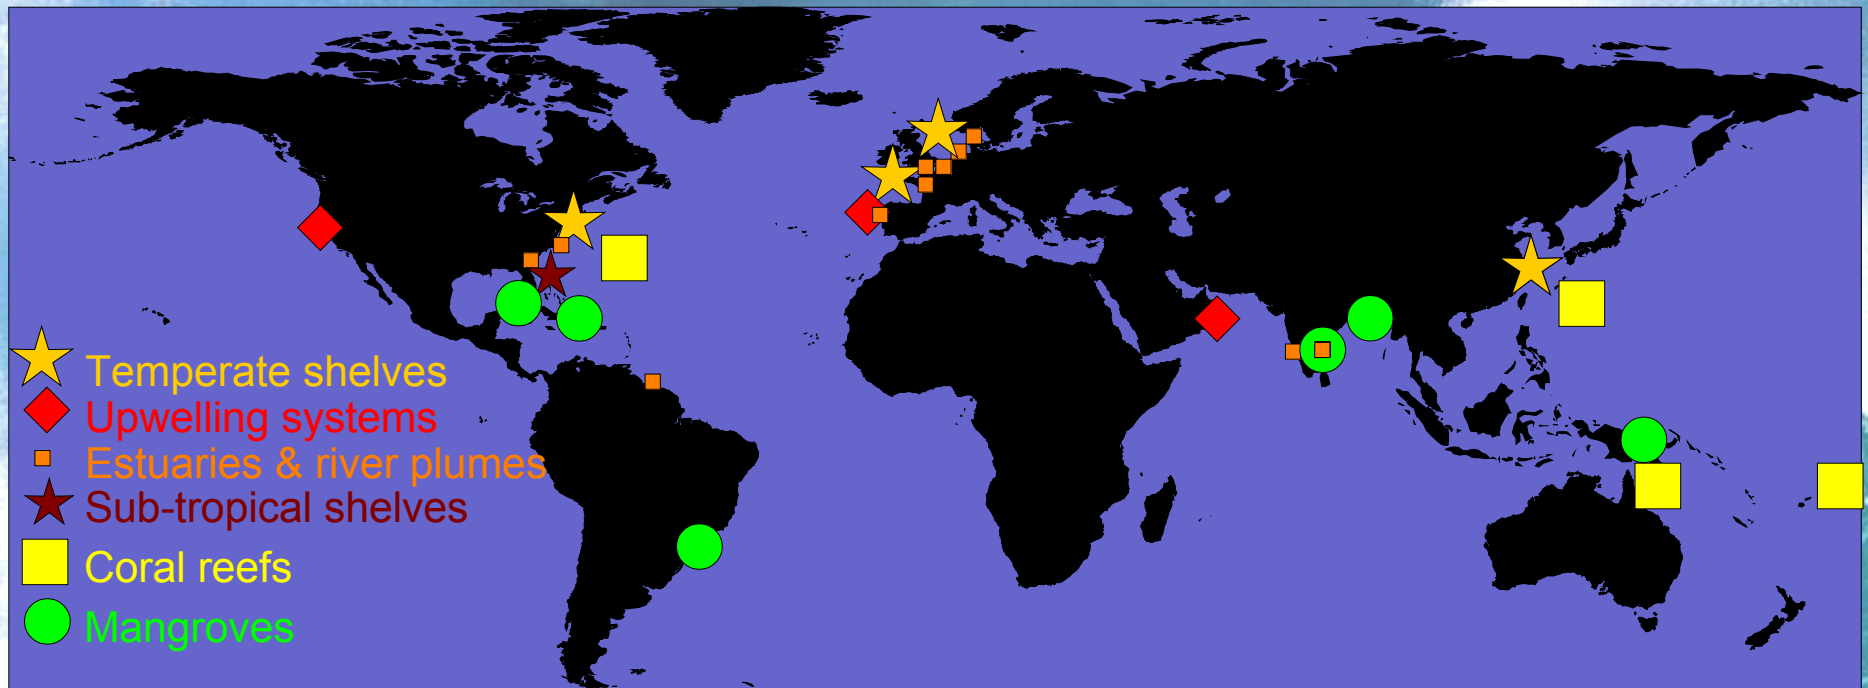 Temperate shelves
Upwelling systems
Estuaries & river plumes
Sub-tropical shelves
Coral reefs
Mangroves